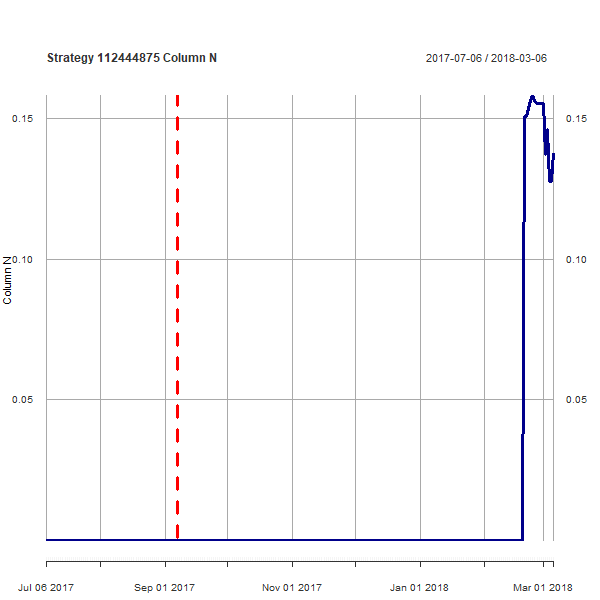 Strategy 112444875 Column N
2017-07-06 / 2018-03-06
0.15
0.15
Column N
0.10
0.10
0.05
0.05
Jul 06 2017
Sep 01 2017
Nov 01 2017
Jan 01 2018
Mar 01 2018